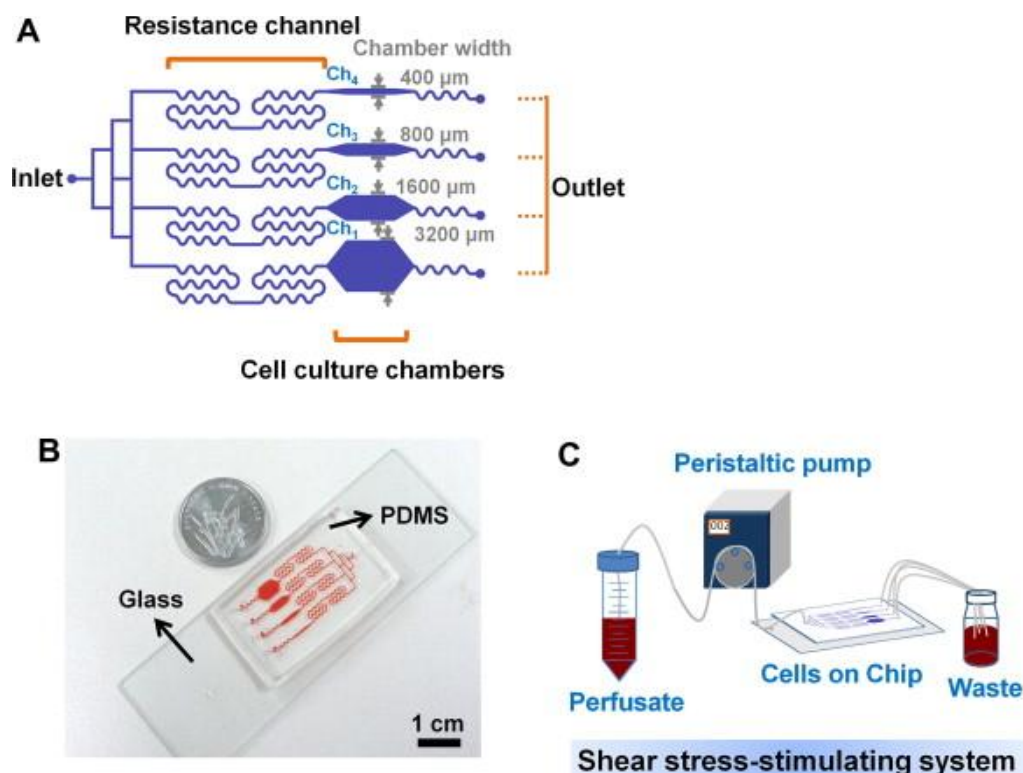 A
Resistance channel
Chamber width
Ch₄ 400 µm
Ch₃ 800 µm
Inlet
Ch₂ 1600 µm
Outlet
Ch₁ 3200 µm
Cell culture chambers
B
PDMS
Glass
1 cm
C
Peristaltic pump
002
Perfusate
Cells on Chip
Waste
Shear stress-stimulating system